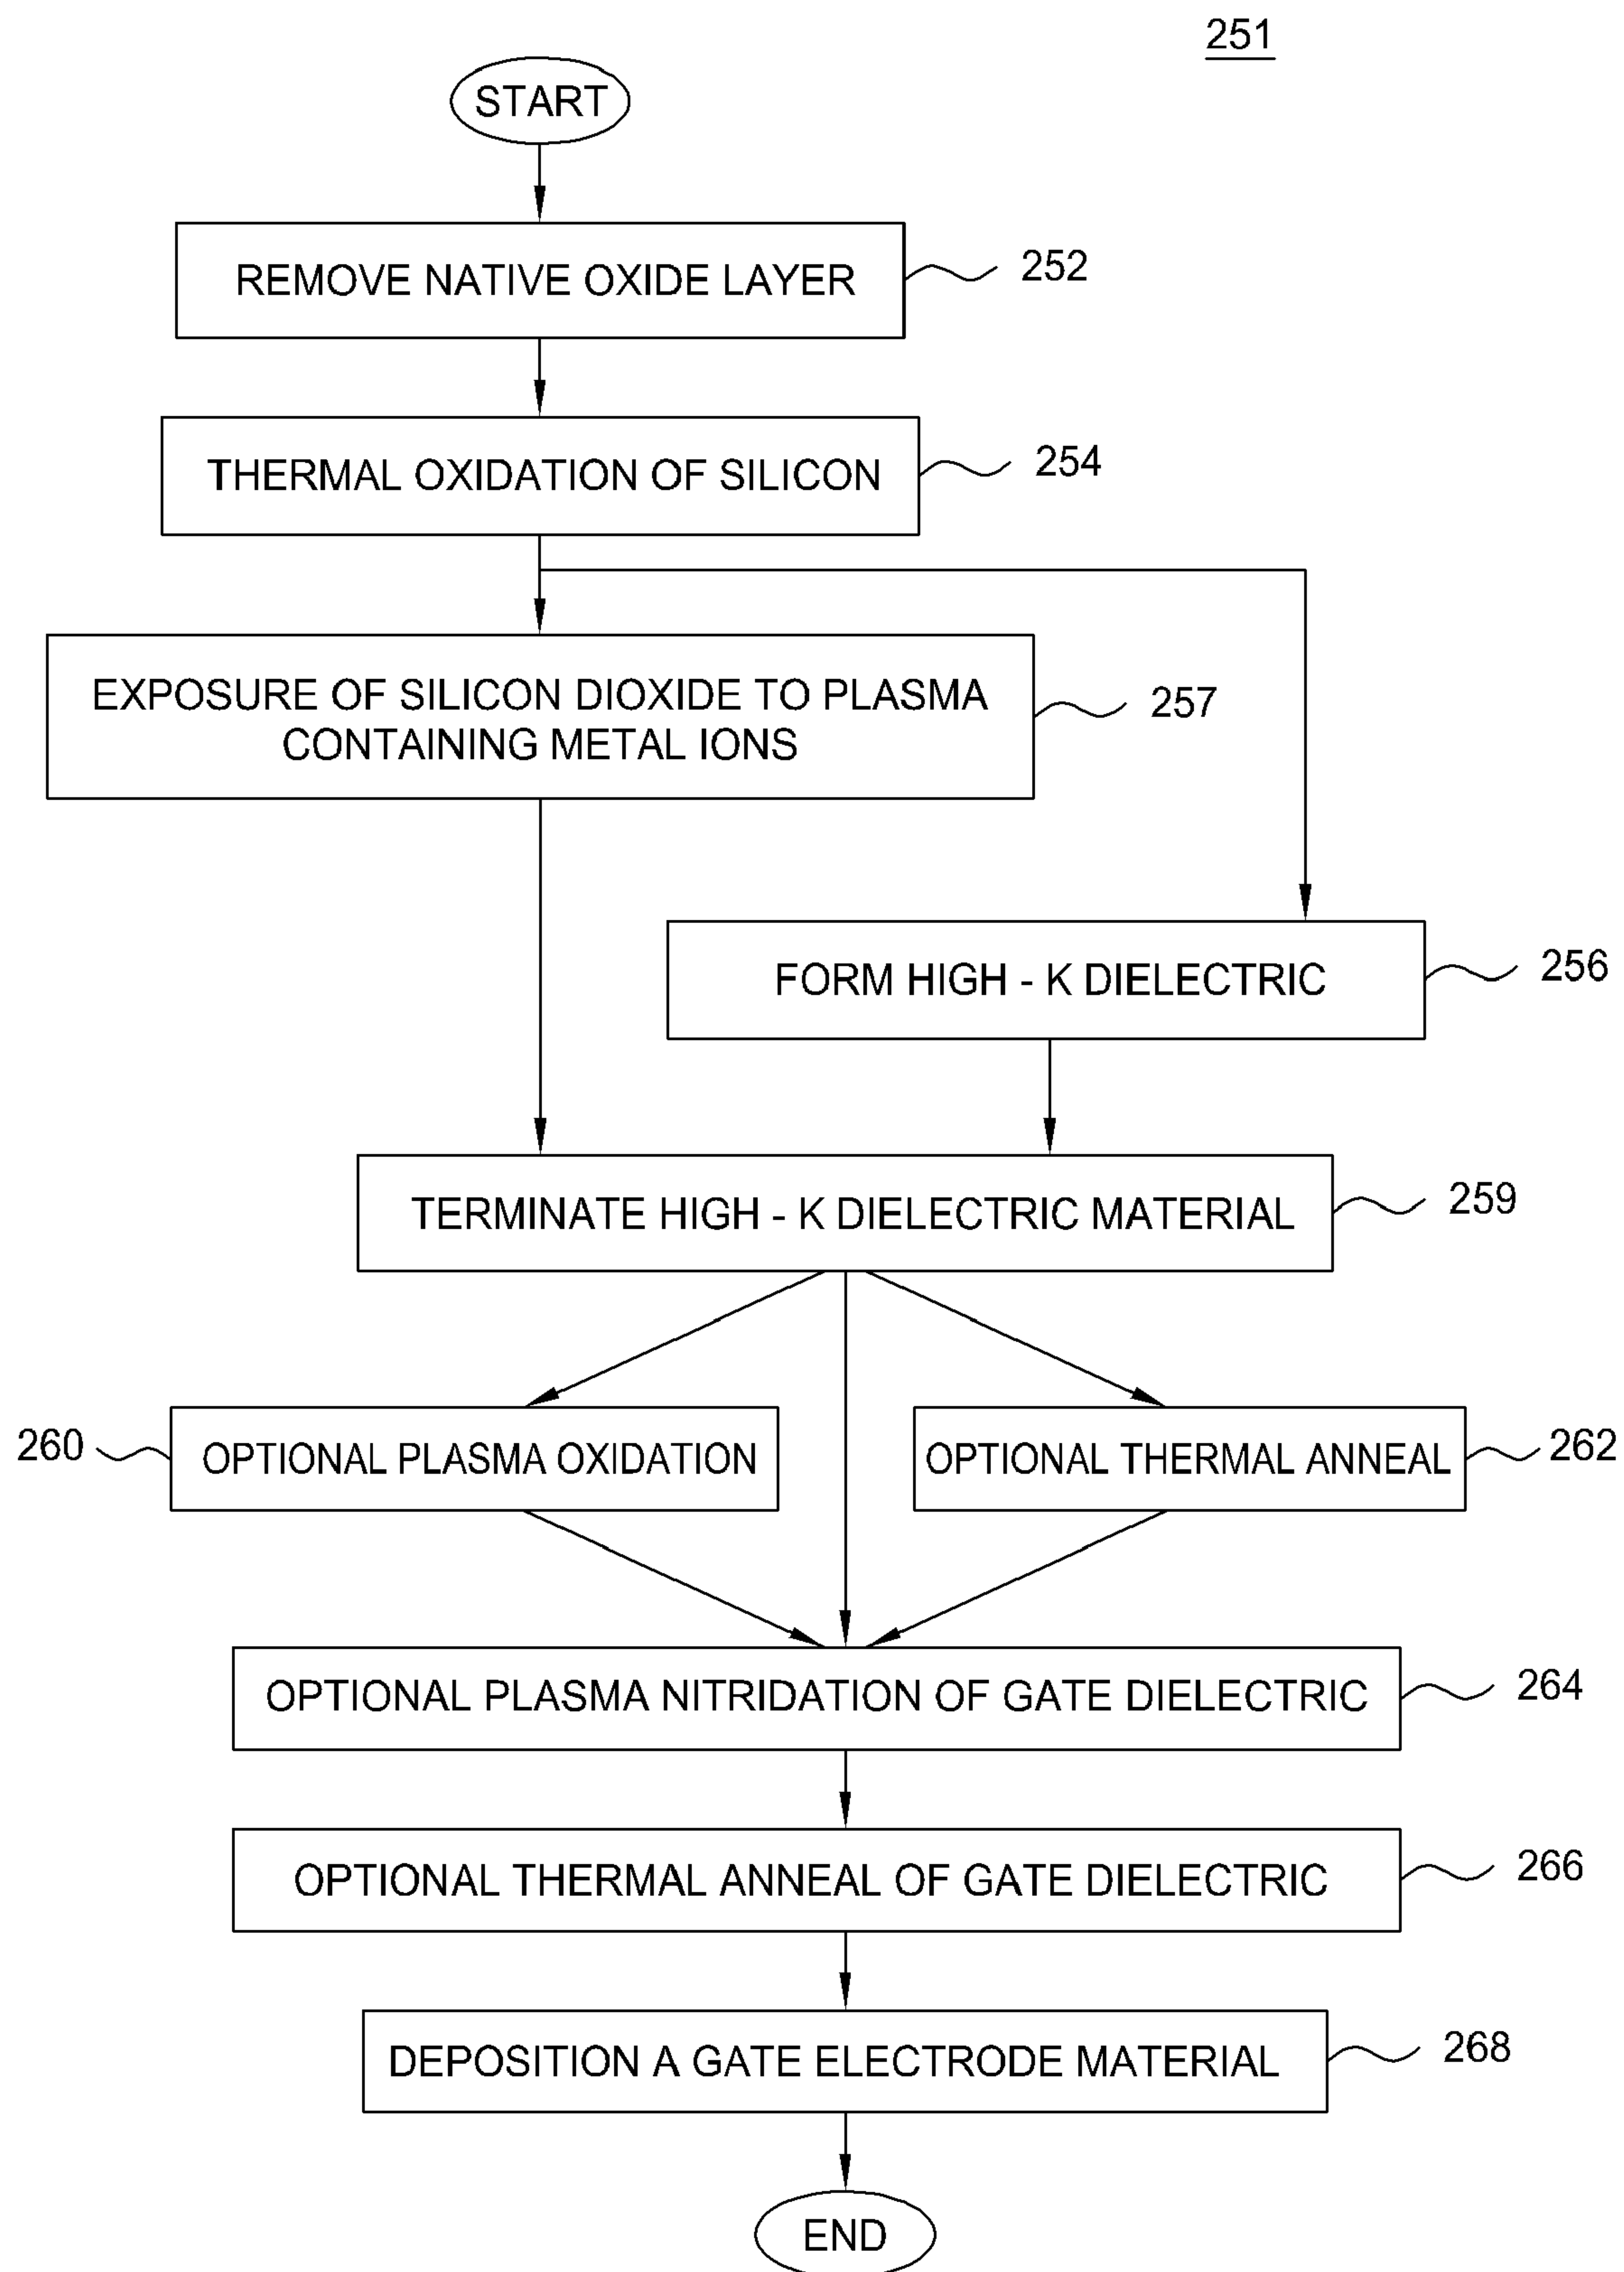 251
START
REMOVE NATIVE OXIDE LAYER
252
THERMAL OXIDATION OF SILICON
254
EXPOSURE OF SILICON DIOXIDE TO PLASMA
CONTAINING METAL IONS
257
FORM HIGH - K DIELECTRIC
256
TERMINATE HIGH - K DIELECTRIC MATERIAL
259
260
OPTIONAL PLASMA OXIDATION
OPTIONAL THERMAL ANNEAL
262
OPTIONAL PLASMA NITRIDATION OF GATE DIELECTRIC
264
OPTIONAL THERMAL ANNEAL OF GATE DIELECTRIC
266
DEPOSITION A GATE ELECTRODE MATERIAL
268
END